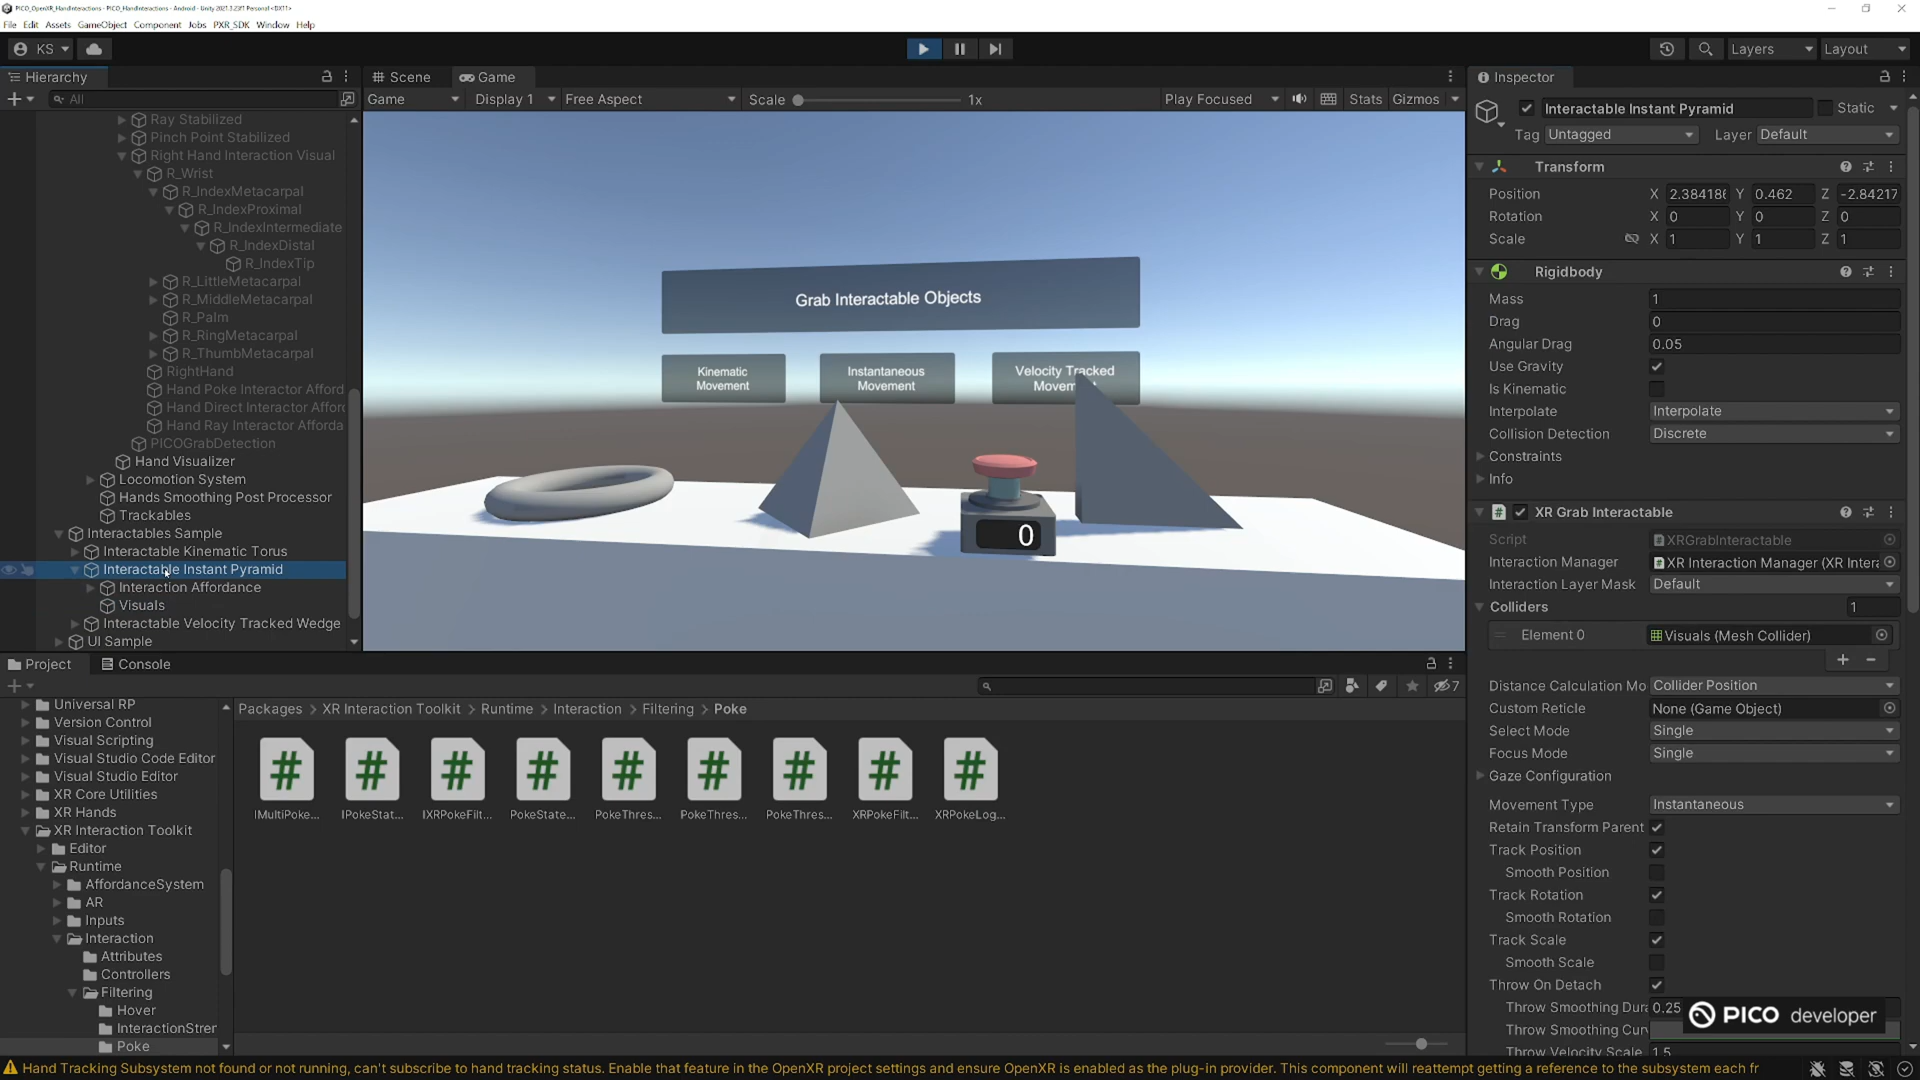 PICO_OpenXR_HandInteractions - PICO_HandInteractions - Android - Unity 2021.3.23f1 Personal <DX11>
File Edit Assets GameObject Component Jobs PXR_SDK Window Help
KS
Layers
Layout
Hierarchy
All
Ray Stabilized
Pinch Point Stabilized
Right Hand Interaction Visual
R_Wrist
R_IndexMetacarpal
R_IndexProximal
R_IndexIntermediate
R_IndexDistal
R_IndexTip
R_LittleMetacarpal
R_MiddleMetacarpal
R_Palm
R_RingMetacarpal
R_ThumbMetacarpal
RightHand
Hand Poke Interactor Afford
Hand Direct Interactor Affor
Hand Ray Interactor Afforda
PICOGrabDetection
Hand Visualizer
Locomotion System
Hands Smoothing Post Processor
Trackables
Interactables Sample
Interactable Kinematic Torus
Interactable Instant Pyramid
Interaction Affordance
Visuals
Interactable Velocity Tracked Wedge
UI Sample
Scene
Game
Game
Display 1
Free Aspect
Scale
1x
Play Focused
Stats
Gizmos
Grab Interactable Objects
Kinematic
Movement
Instantaneous
Movement
Velocity Tracked
0
Inspector
Interactable Instant Pyramid
Static
Tag Untagged
Layer Default
Transform
Position X 2.384186 Y 0.462 Z -2.84217
Rotation X 0 Y 0 Z 0
Scale X 1 Y 1 Z 1
Rigidbody
Mass 1
Drag 0
Angular Drag 0.05
Use Gravity
Is Kinematic
Interpolate Interpolate
Collision Detection Discrete
Constraints
Info
XR Grab Interactable
Script XRGrabInteractable
Interaction Manager XR Interaction Manager (XR Intera
Interaction Layer Mask Default
Colliders 1
Element 0 Visuals (Mesh Collider)
+ -
Distance Calculation Mo Collider Position
Custom Reticle None (Game Object)
Select Mode Single
Focus Mode Single
Gaze Configuration
Movement Type Instantaneous
Retain Transform Parent
Track Position
Smooth Position
Track Rotation
Smooth Rotation
Track Scale
Smooth Scale
Throw On Detach
Throw Smoothing Dura 0.25
Throw Smoothing Curv
Throw Velocity Scale 1.5
PICO developer
Project
Console
7
Universal RP
Version Control
Visual Scripting
Visual Studio Code Editor
Visual Studio Editor
XR Core Utilities
XR Hands
XR Interaction Toolkit
Editor
Runtime
AffordanceSystem
AR
Inputs
Interaction
Attributes
Controllers
Filtering
Hover
InteractionStren
Poke
Packages > XR Interaction Toolkit > Runtime > Interaction > Filtering > Poke
IMultiPoke...
IPokeStat...
IXRPokeFilt...
PokeState...
PokeThres...
PokeThres...
PokeThres...
XRPokeFilt...
XRPokeLog...
Hand Tracking Subsystem not found or not running, can't subscribe to hand tracking status. Enable that feature in the OpenXR project settings and ensure OpenXR is enabled as the plug-in provider. This component will reattempt getting a reference to the subsystem each fr